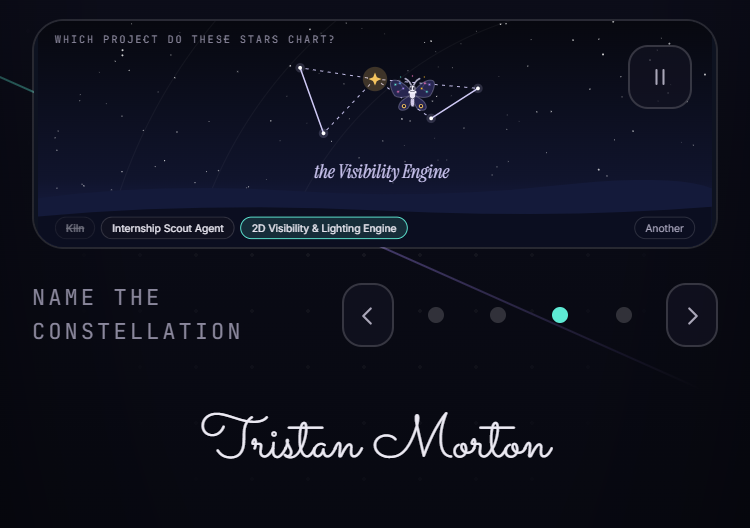 WHICH PROJECT DO THESE STARS CHART?
the Visibility Engine
Kiln
Internship Scout Agent
2D Visibility & Lighting Engine
Another
NAME THE
CONSTELLATION
Tristan Morton